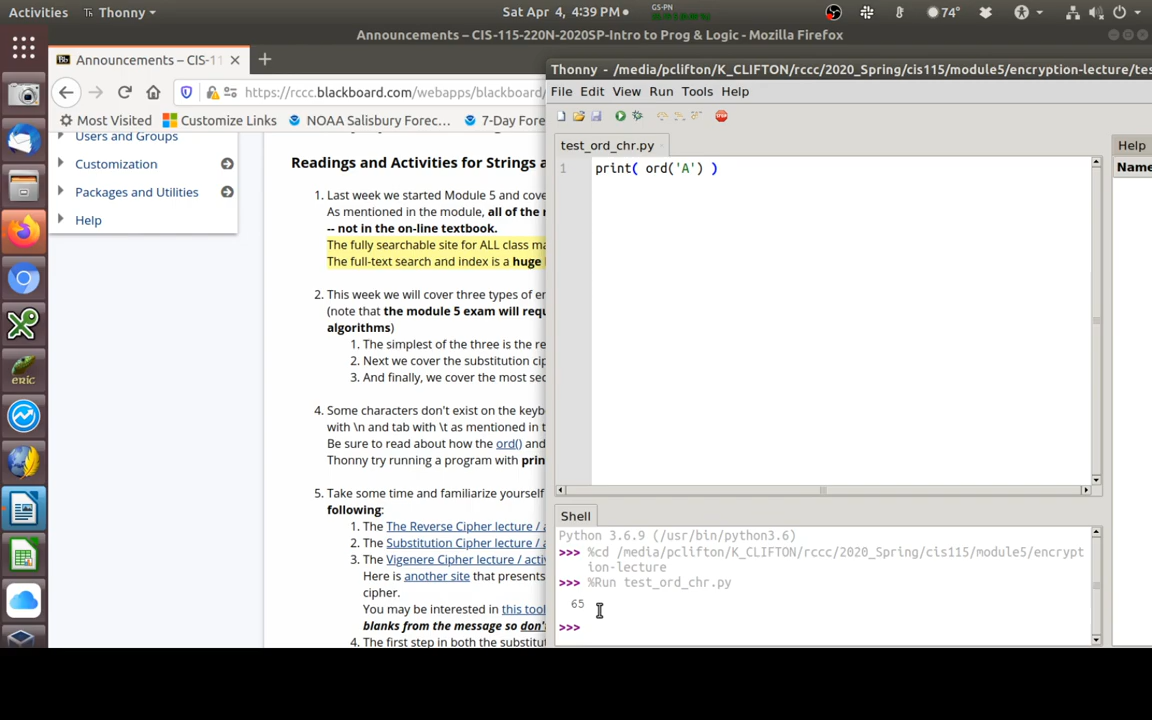 Activities
Thonny
Sat Apr 4, 4:39 PM
GS-PN
74°
Announcements – CIS-115-220N-2020SP-Intro to Prog & Logic - Mozilla Firefox
Bb Announcements – CIS-11
https://rccc.blackboard.com/webapps/blackboard/
Most Visited
Customize Links
NOAA Salisbury Forec...
7-Day Fore
Users and Groups
Customization
Packages and Utilities
Help
Readings and Activities for Strings a
1. Last week we started Module 5 and cove
As mentioned in the module, all of the
-- not in the on-line textbook.
The fully searchable site for ALL class ma
The full-text search and index is a huge
2. This week we will cover three types of en
(note that the module 5 exam will requ
algorithms)
1. The simplest of the three is the re
2. Next we cover the substitution cip
3. And finally, we cover the most sec
4. Some characters don't exist on the keyb
with \n and tab with \t as mentioned in t
Be sure to read about how the ord() and
Thonny try running a program with prin
5. Take some time and familiarize yourself
following:
1. The The Reverse Cipher lecture / a
2. The Substitution Cipher lecture /
3. The Vigenere Cipher lecture / activ
Here is another site that presents
cipher.
You may be interested in this tool
blanks from the message so don'
4. The first step in both the substitut
eric
Thonny - /media/pclifton/K_CLIFTON/rccc/2020_Spring/cis115/module5/encryption-lecture/tes
File Edit View Run Tools Help
STOP
test_ord_chr.py
1 print( ord('A') )
Help
Name
Shell
Python 3.6.9 (/usr/bin/python3.6)
>>> %cd /media/pclifton/K_CLIFTON/rccc/2020_Spring/cis115/module5/encrypt
ion-lecture
>>> %Run test_ord_chr.py
65
>>>